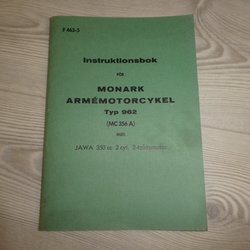 F 463-5
Instruktionsbok
FÖR
MONARK
ARMÉMOTORCYKEL
Typ 962
(MC 356 A)
med
JAWA 350 cc 2 cyl. 2-taktsmotor